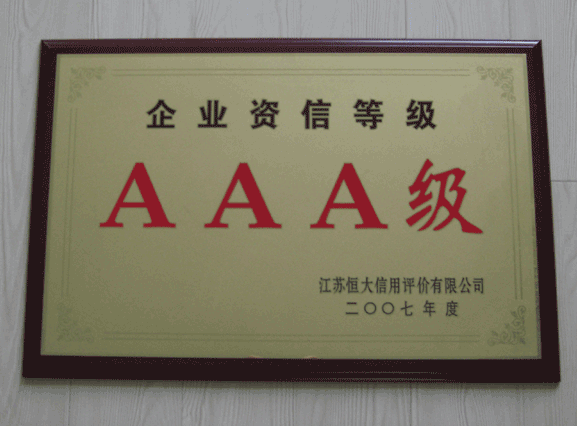 企业资信等级
AAA级
江苏恒大信用评价有限公司
二〇〇七年度